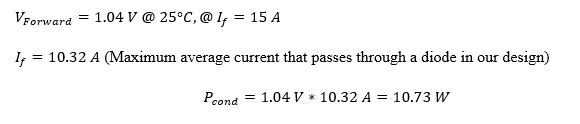 V_Forward = 1.04 V @ 25°C, @ I_f = 15 A
I_f = 10.32 A (Maximum average current that passes through a diode in our design)
P_cond = 1.04 V * 10.32 A = 10.73 W